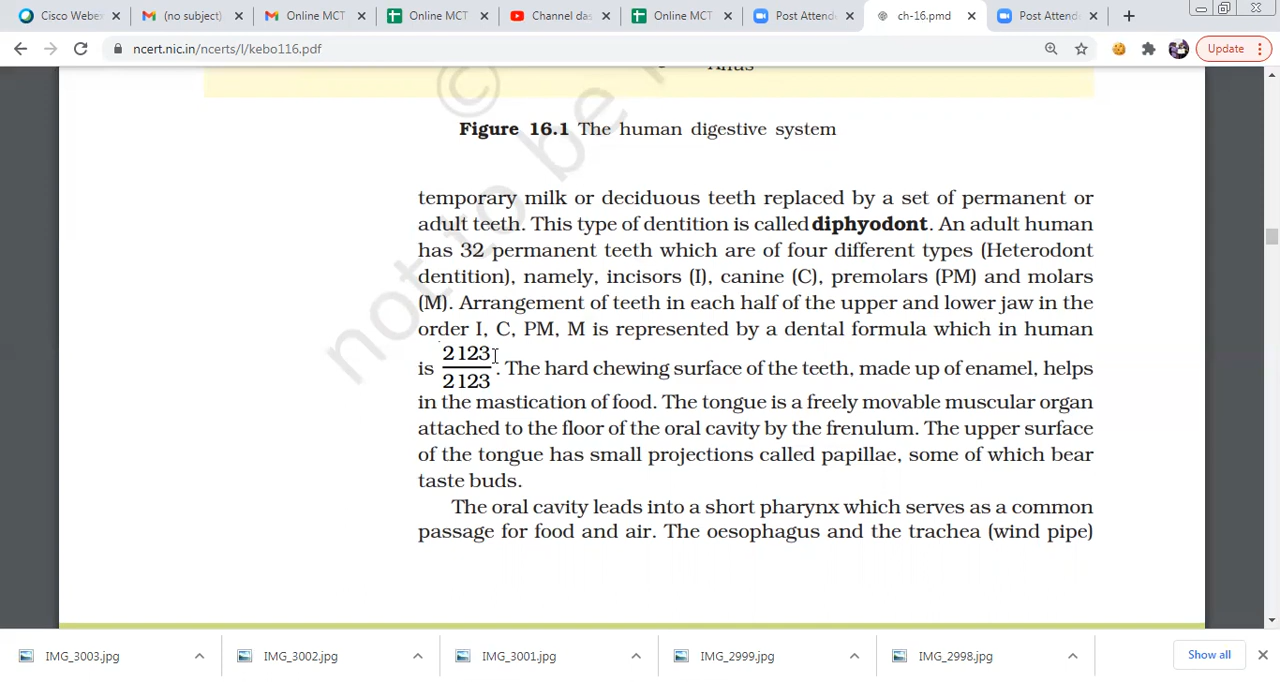 Cisco Webex
(no subject)
Online MCT
Online MCT
Channel das
Online MCT
Post Attende
ch-16.pmd
Post Attende
ncert.nic.in/ncerts/l/kebo116.pdf
Update
© not to be
Figure 16.1 The human digestive system
temporary milk or deciduous teeth replaced by a set of permanent or
adult teeth. This type of dentition is called diphyodont. An adult human
has 32 permanent teeth which are of four different types (Heterodont
dentition), namely, incisors (I), canine (C), premolars (PM) and molars
(M). Arrangement of teeth in each half of the upper and lower jaw in the
order I, C, PM, M is represented by a dental formula which in human
is 2123/2123. The hard chewing surface of the teeth, made up of enamel, helps
in the mastication of food. The tongue is a freely movable muscular organ
attached to the floor of the oral cavity by the frenulum. The upper surface
of the tongue has small projections called papillae, some of which bear
taste buds.
The oral cavity leads into a short pharynx which serves as a common
passage for food and air. The oesophagus and the trachea (wind pipe)
IMG_3003.jpg
IMG_3002.jpg
IMG_3001.jpg
IMG_2999.jpg
IMG_2998.jpg
Show all